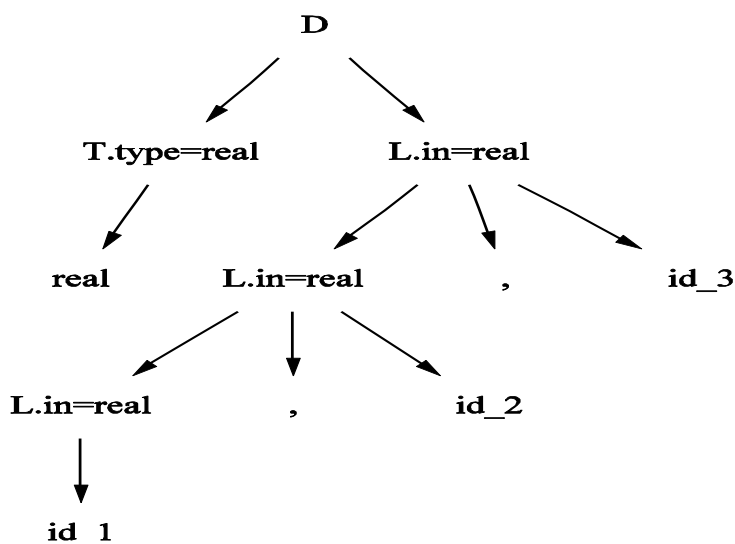 D
T.type=real L.in=real
real L.in=real , id_3
L.in=real , id_2
id_1